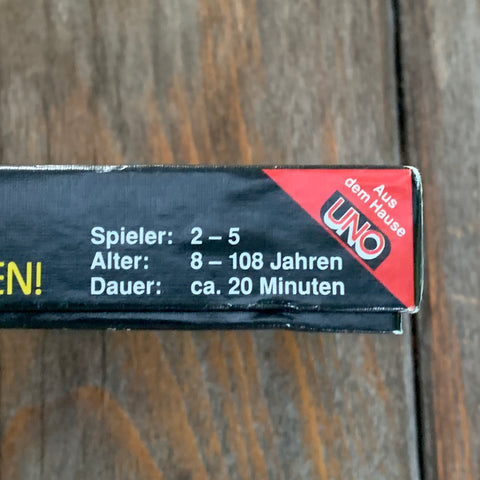 EN!
Spieler: 2 – 5
Alter: 8 – 108 Jahren
Dauer: ca. 20 Minuten
Aus
dem Hause
UNO